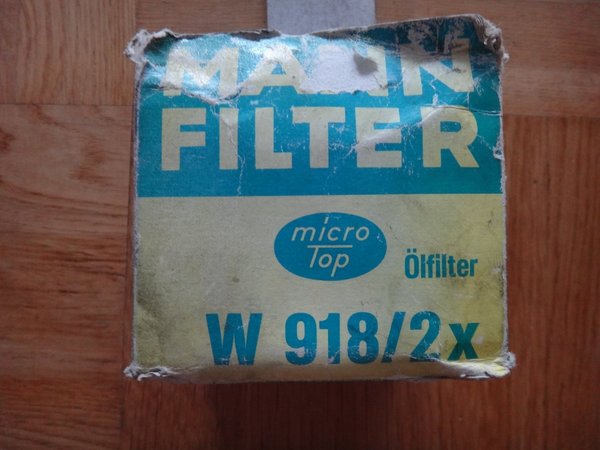 MANN
FILTER
micro
Top
Ölfilter
W 918/2x